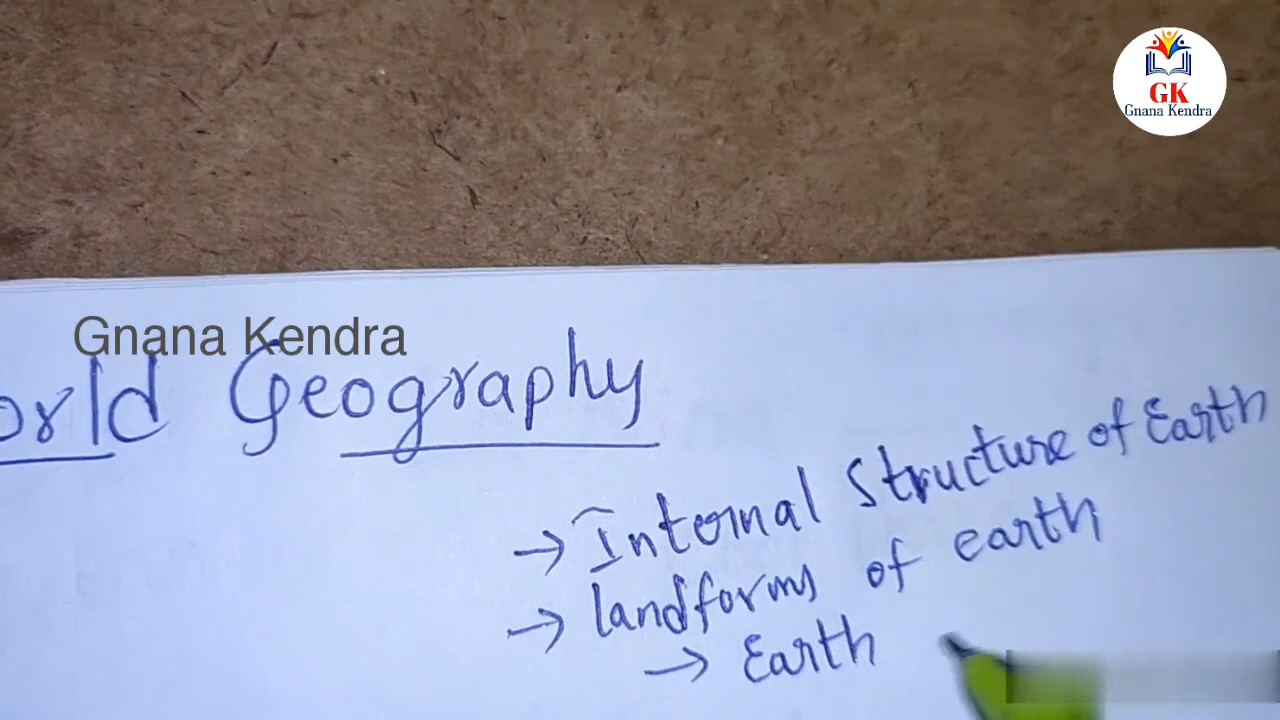 GK
Gnana Kendra
Gnana Kendra
orld Geography
→ Internal Structure of Earth
→ landforms of earth
→ Earth